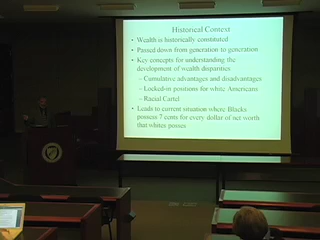 Historical Context
• Wealth is historically constituted
• Passed down from generation to generation
• Key concepts for understanding the
development of wealth disparities
– Cumulative advantages and disadvantages
– Locked-in positions for white Americans
– Racial Cartel
• Leads to current situation where Blacks
possess 7 cents for every dollar of net worth
that whites posses